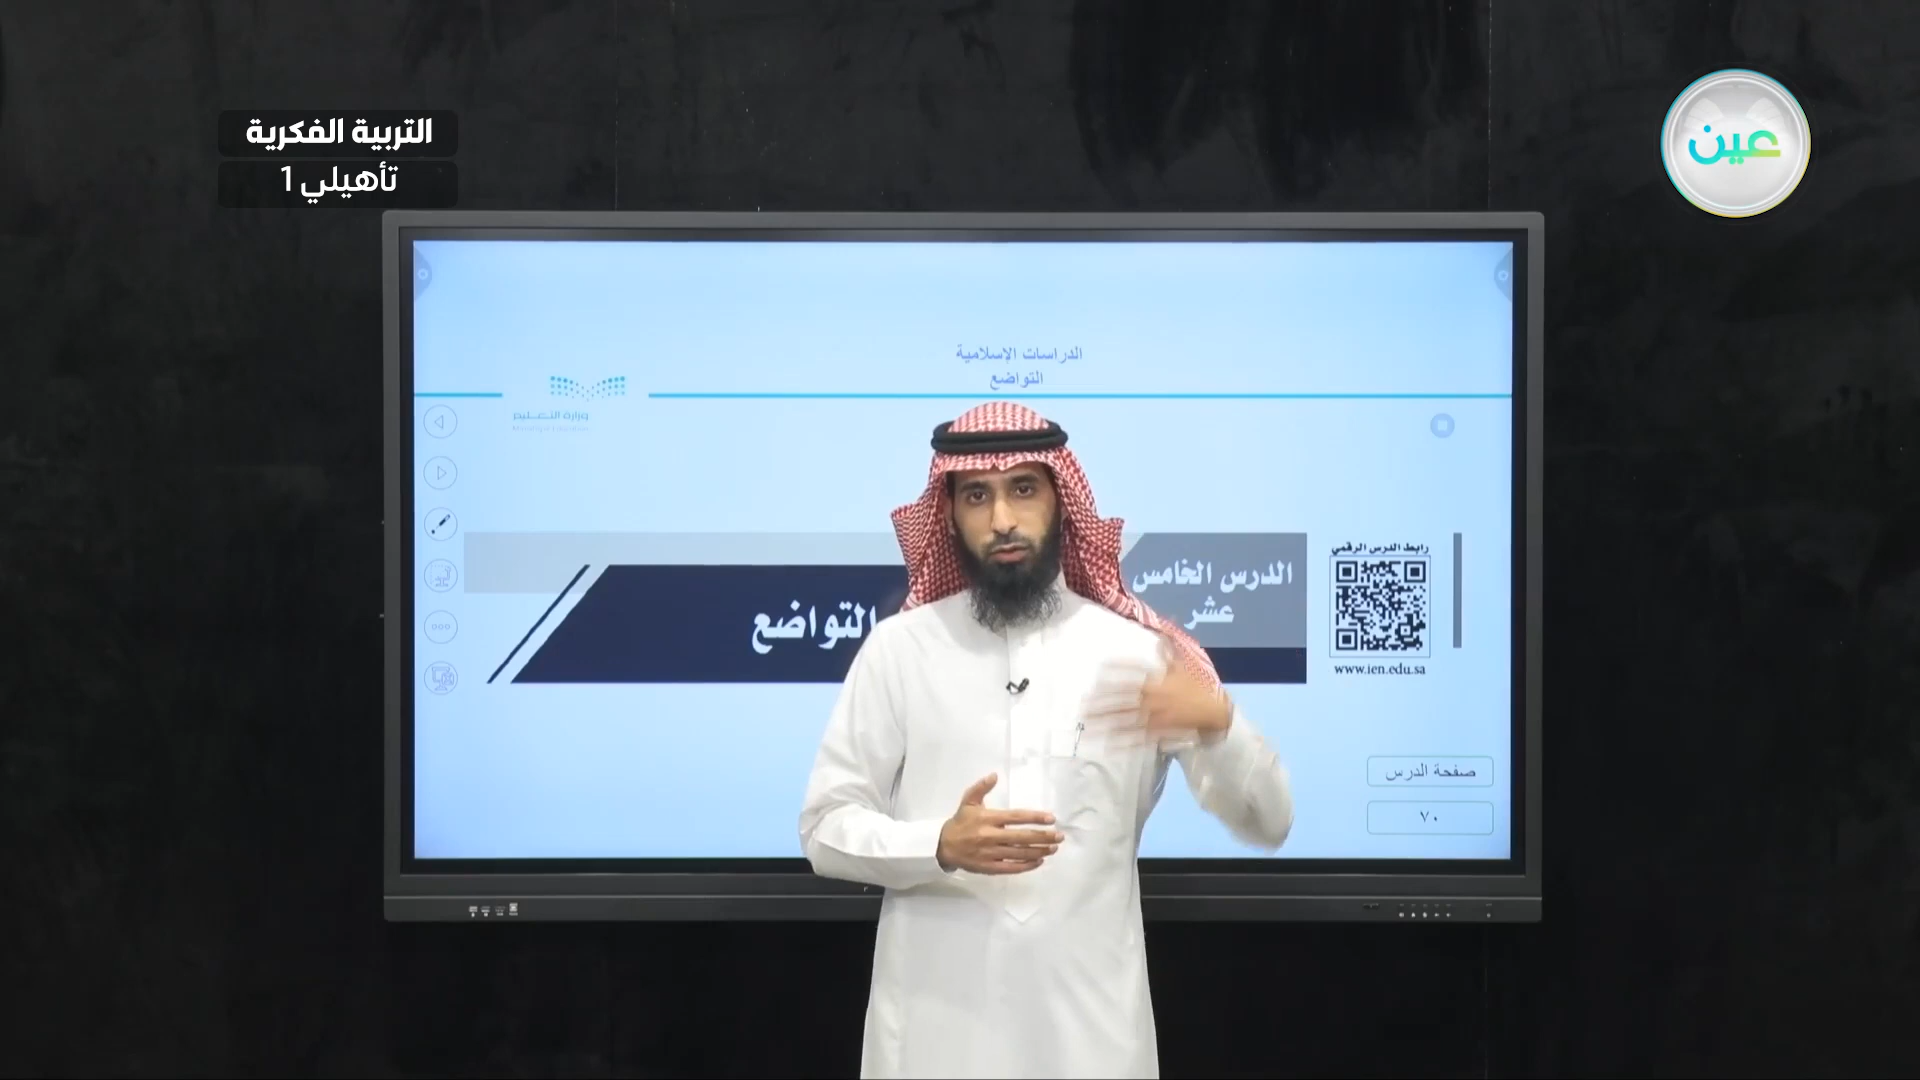 التربية الفكرية
تأهيلي 1
عين
الدراسات الإسلامية
التواضع
وزارة التعليم
رابط الدرس الرقمي
الدرس الخامس
عشر
التواضع
www.ien.edu.sa
صفحة الدرس
٧٠